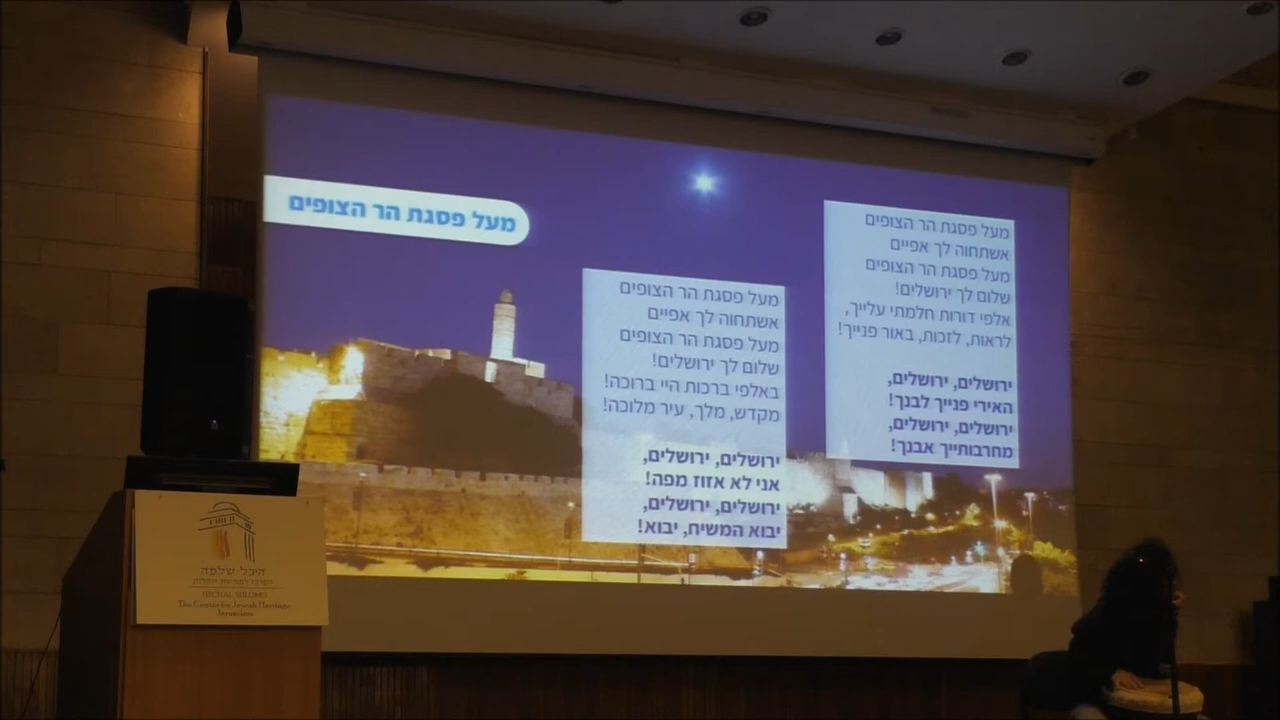 מעל פסגת הר הצופים
מעל פסגת הר הצופים
אשתחוה לך אפיים
מעל פסגת הר הצופים
שלום לך ירושלים!
אלפי דורות חלמתי עלייך,
לראות, לזכות, באור פנייך!
ירושלים, ירושלים,
האירי פנייך לבנך!
ירושלים, ירושלים,
מחרבותייך אבנך!
מעל פסגת הר הצופים
אשתחוה לך אפיים
מעל פסגת הר הצופים
שלום לך ירושלים!
באלפי ברכות היי ברוכה!
מקדש, מלך, עיר מלוכה!
ירושלים, ירושלים,
אני לא אזוז מפה!
ירושלים, ירושלים,
יבוא המשיח, יבוא!
היכל שלמה
המרכז למורשת היהדות
HECHAL SHLOMO
The Center for Jewish Heritage
Jerusalem